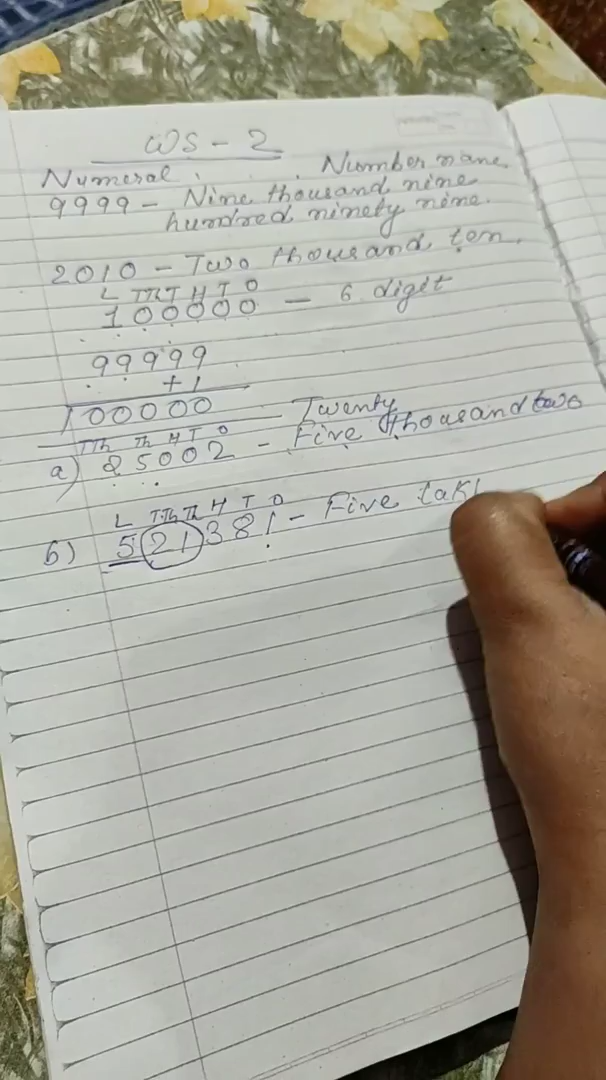 WS - 2
Numeral : Number name
9999 - Nine thousand nine
hundred ninety nine.
2010 - Two thousand ten.
L TTh T H T O
100000 - 6 digit
99999
+1
100000
Twenty
TTh Th H T O
a) 25002 - Five thousand two
L TTh Th H T O
b) 521381 - Five lakh